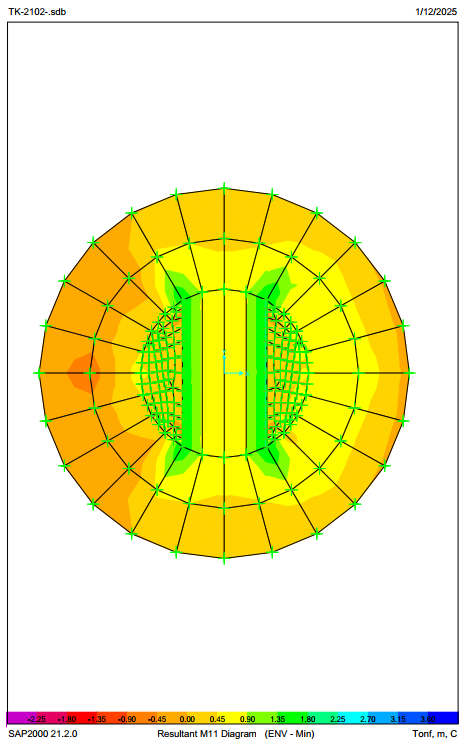 TK-2102-.sdb 1/12/2025
-2.25 -1.80 -1.35 -0.90 -0.45 0.00 0.45 0.90 1.35 1.80 2.25 2.70 3.15 3.60
SAP2000 21.2.0 Resultant M11 Diagram (ENV - Min) Tonf, m, C